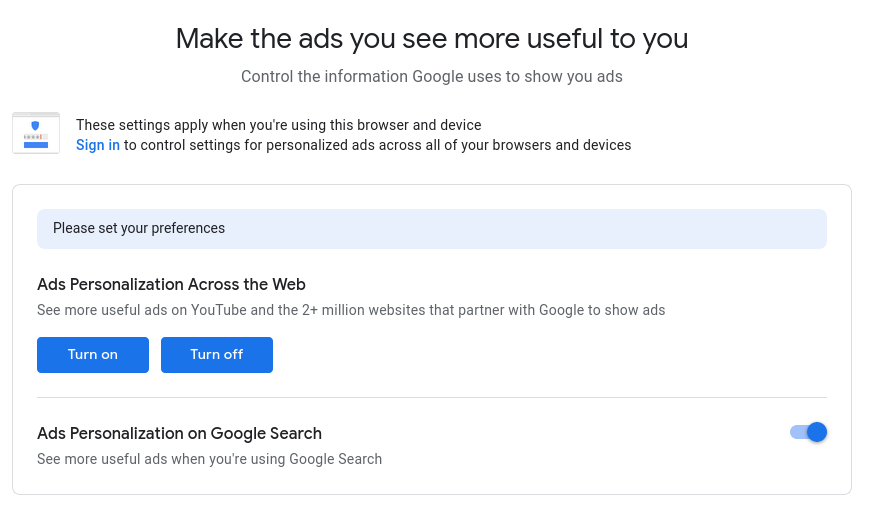 Make the ads you see more useful to you
Control the information Google uses to show you ads
These settings apply when you're using this browser and device
Sign in to control settings for personalized ads across all of your browsers and devices
Please set your preferences
Ads Personalization Across the Web
See more useful ads on YouTube and the 2+ million websites that partner with Google to show ads
Turn on Turn off
Ads Personalization on Google Search
See more useful ads when you're using Google Search